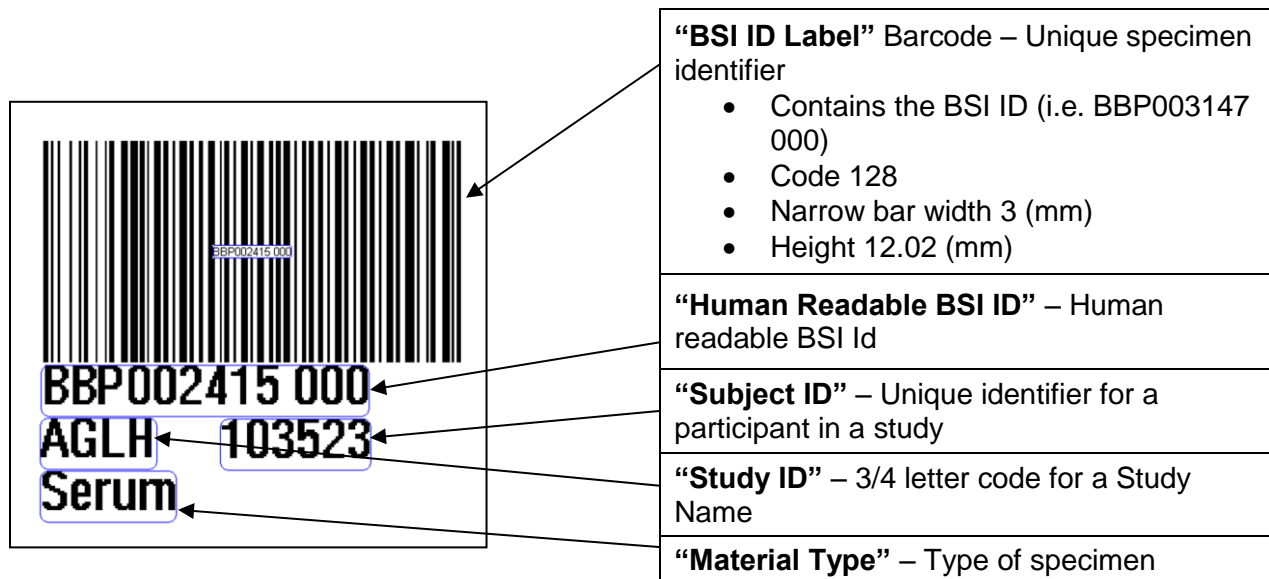 BBP002415 000
BBP002415 000
AGLH 103523
Serum
“BSI ID Label” Barcode – Unique specimen
identifier
• Contains the BSI ID (i.e. BBP003147
000)
• Code 128
• Narrow bar width 3 (mm)
• Height 12.02 (mm)
“Human Readable BSI ID” – Human
readable BSI Id
“Subject ID” – Unique identifier for a
participant in a study
“Study ID” – 3/4 letter code for a Study
Name
“Material Type” – Type of specimen